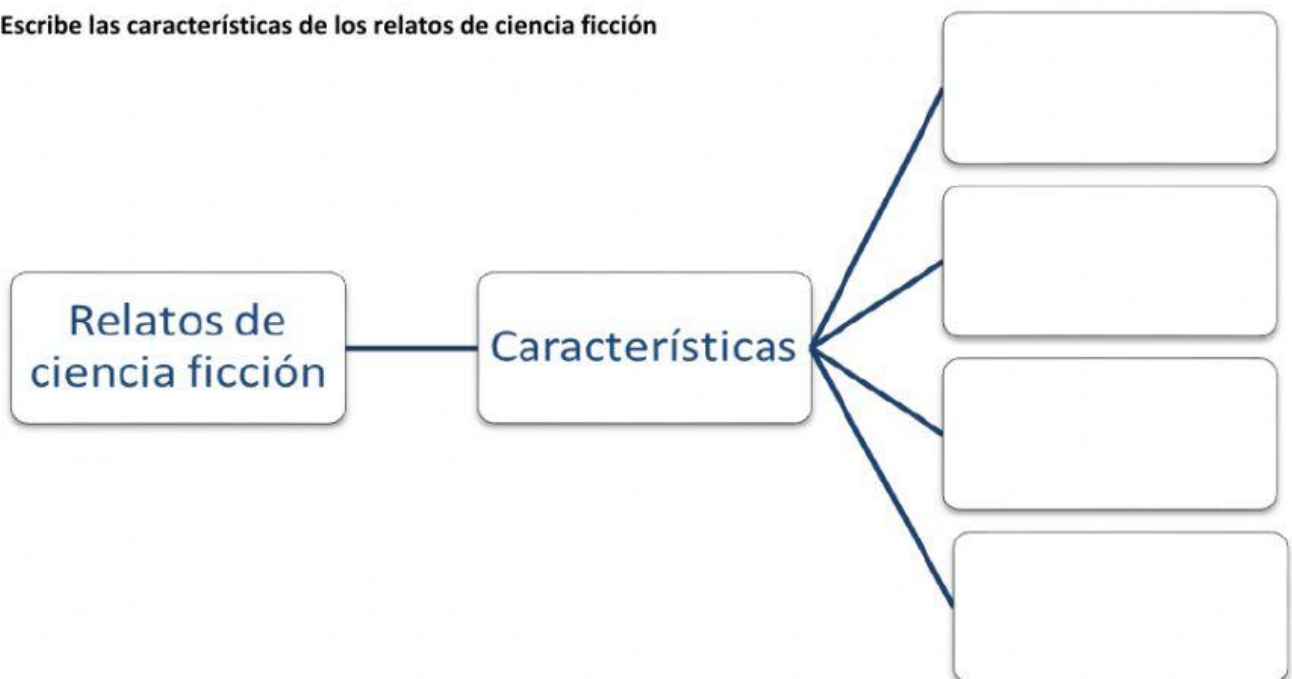 Escribe las características de los relatos de ciencia ficción
Relatos de
ciencia ficción
Características